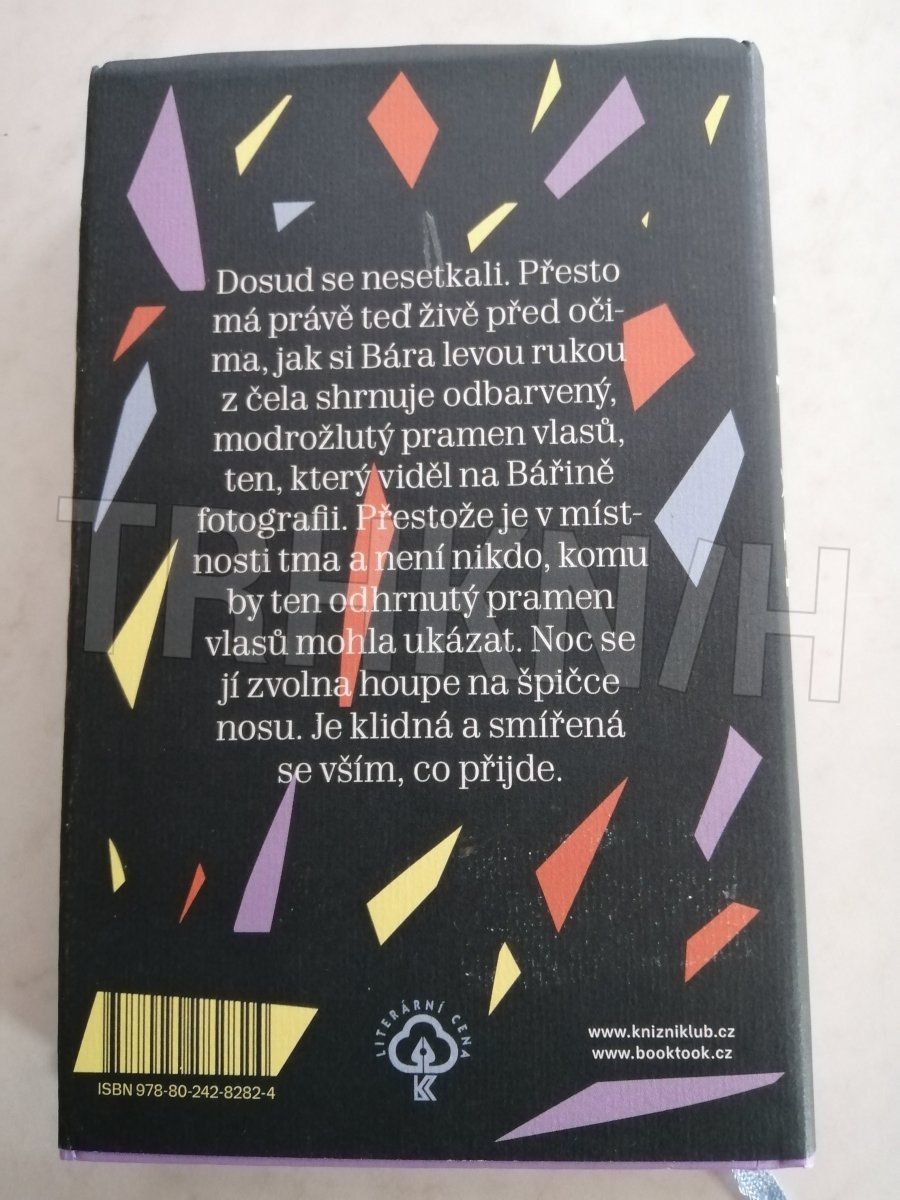 Dosud se nesetkali. Přesto
má právě teď živě před oči-
ma, jak si Bára levou rukou
z čela shrnuje odbarvený,
modrožlutý pramen vlasů,
ten, který viděl na Bářině
fotografii. Přestože je v míst-
nosti tma a není nikdo, komu
by ten odhrnutý pramen
vlasů mohla ukázat. Noc se
jí zvolna houpe na špičce
nosu. Je klidná a smířená
se vším, co přijde.
TRHKNIH
ISBN 978-80-242-8282-4
LITERÁRNÍ CENA
KK
www.knizniklub.cz
www.booktook.cz